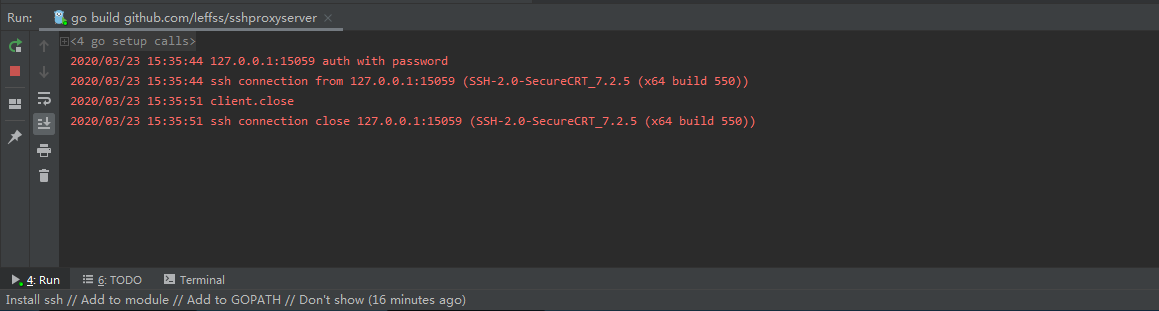 Run: go build github.com/leffss/sshproxyserver ×
<4 go setup calls>
2020/03/23 15:35:44 127.0.0.1:15059 auth with password
2020/03/23 15:35:44 ssh connection from 127.0.0.1:15059 (SSH-2.0-SecureCRT_7.2.5 (x64 build 550))
2020/03/23 15:35:51 client.close
2020/03/23 15:35:51 ssh connection close 127.0.0.1:15059 (SSH-2.0-SecureCRT_7.2.5 (x64 build 550))
4: Run 6: TODO Terminal
Install ssh // Add to module // Add to GOPATH // Don't show (16 minutes ago)